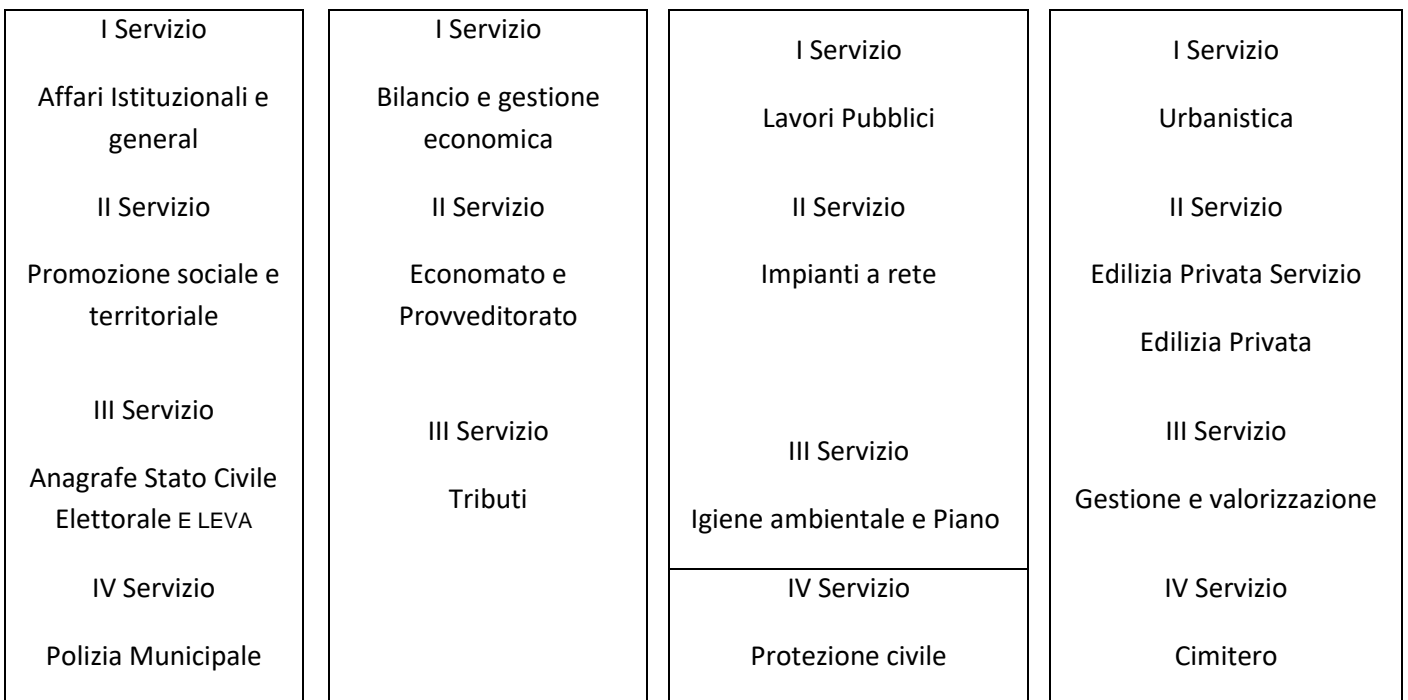 I Servizio
Affari Istituzionali e
general
II Servizio
Promozione sociale e
territoriale
III Servizio
Anagrafe Stato Civile
Elettorale E LEVA
IV Servizio
Polizia Municipale
I Servizio
Bilancio e gestione
economica
II Servizio
Economato e
Provveditorato
III Servizio
Tributi
I Servizio
Lavori Pubblici
II Servizio
Impianti a rete
III Servizio
Igiene ambientale e Piano
IV Servizio
Protezione civile
I Servizio
Urbanistica
II Servizio
Edilizia Privata Servizio
Edilizia Privata
III Servizio
Gestione e valorizzazione
IV Servizio
Cimitero